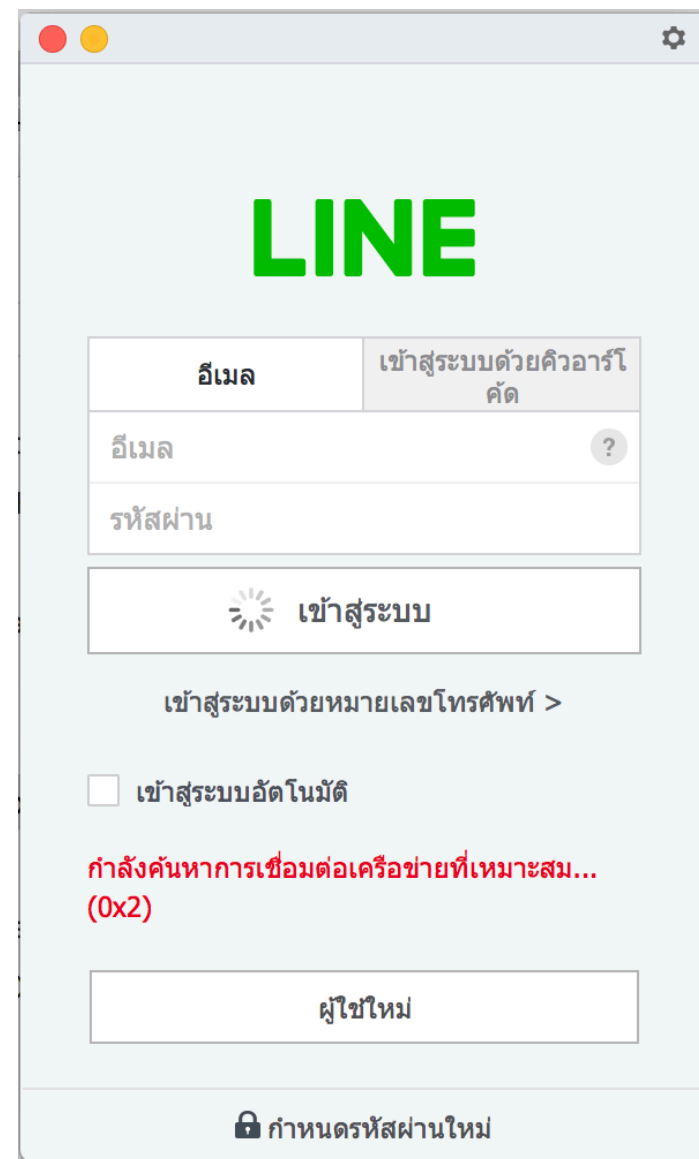 LINE
อีเมล
เข้าสู่ระบบด้วยคิวอาร์โ
ค้ด
อีเมล
?
รหัสผ่าน
เข้าสู่ระบบ
เข้าสู่ระบบด้วยหมายเลขโทรศัพท์ >
เข้าสู่ระบบอัตโนมัติ
กำลังค้นหาการเชื่อมต่อเครือข่ายที่เหมาะสม...
(0x2)
ผู้ใช้ใหม่
กำหนดรหัสผ่านใหม่